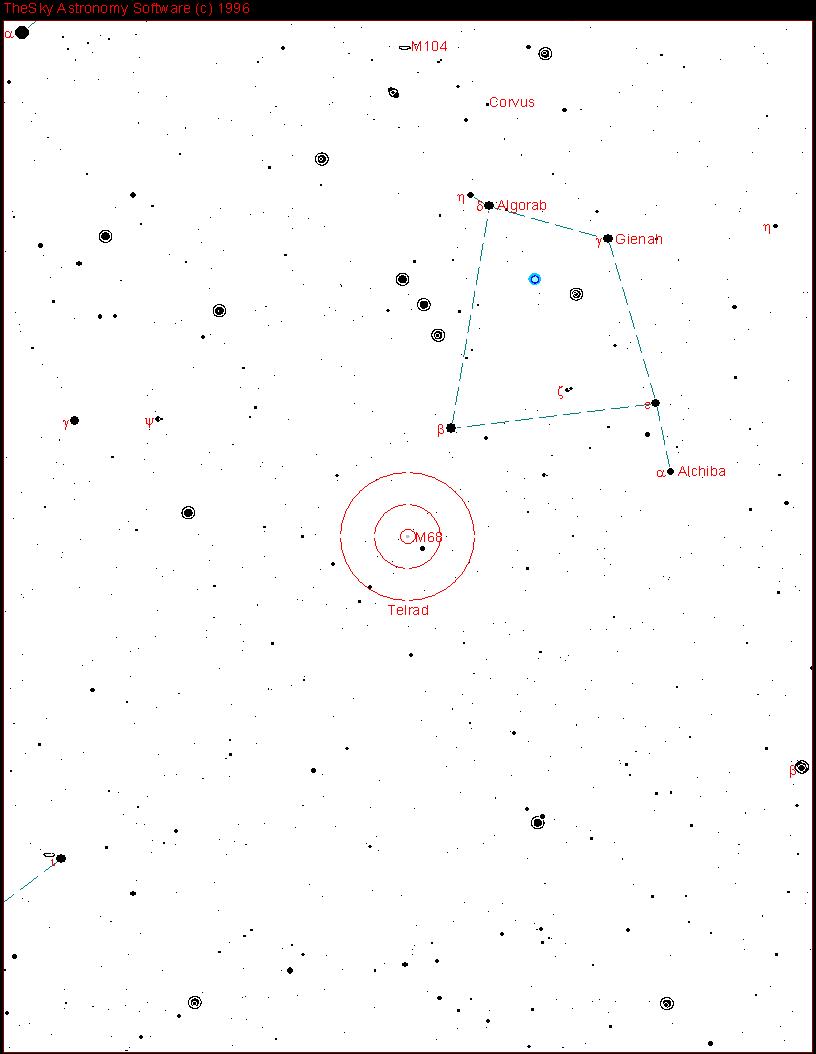 TheSky Astronomy Software (c) 1996
α
M104
Corvus
η
δ Algorab
γ Gienah
η
ζ
ε
γ
ψ
β
α Alchiba
M68
Telrad
β
ι